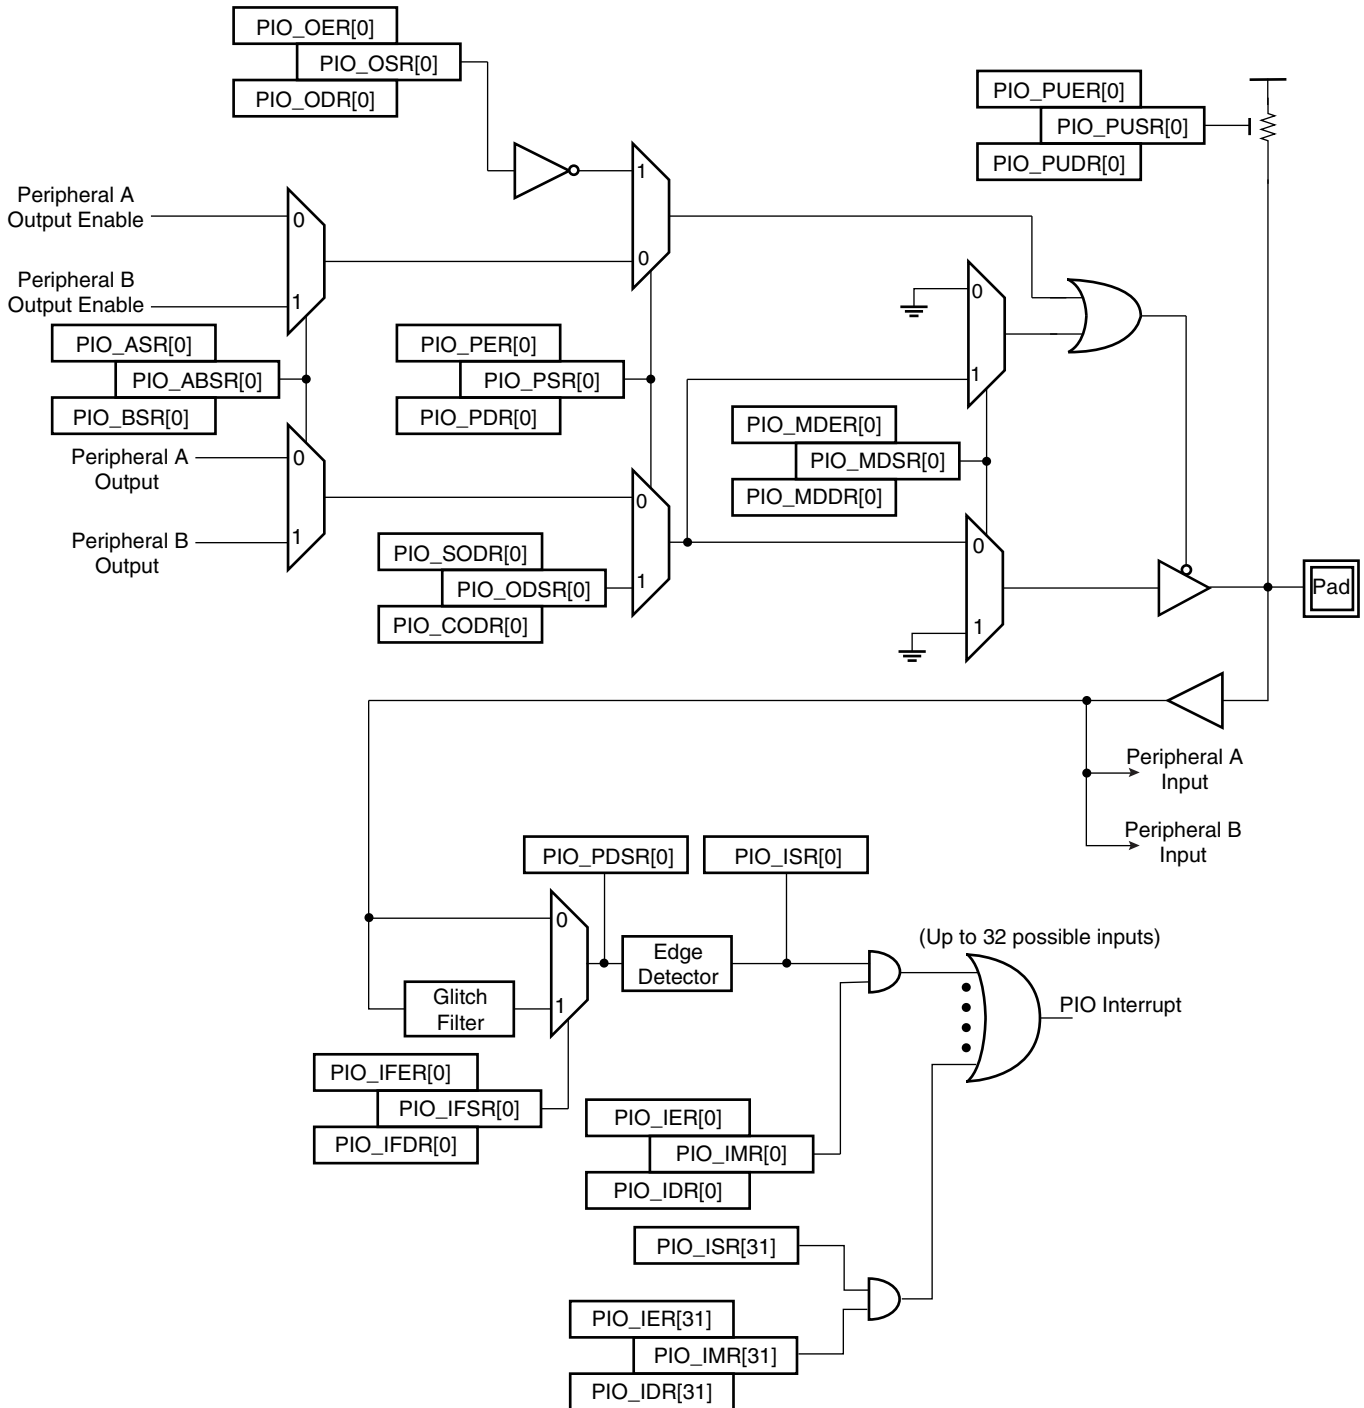 PIO_OER[0]
PIO_OSR[0]
PIO_ODR[0]
PIO_PUER[0]
PIO_PUSR[0]
PIO_PUDR[0]
1
0
Peripheral A
Output Enable
0
Peripheral B
Output Enable
1
PIO_ASR[0]
PIO_ABSR[0]
PIO_BSR[0]
PIO_PER[0]
PIO_PSR[0]
PIO_PDR[0]
0
1
PIO_MDER[0]
PIO_MDSR[0]
PIO_MDDR[0]
Peripheral A
Output
0
Peripheral B
Output
1
0
1
PIO_SODR[0]
PIO_ODSR[0]
PIO_CODR[0]
0
1
Pad
Peripheral A
Input
Peripheral B
Input
PIO_PDSR[0]
PIO_ISR[0]
0
1
Glitch
Filter
Edge
Detector
(Up to 32 possible inputs)
PIO Interrupt
PIO_IFER[0]
PIO_IFSR[0]
PIO_IFDR[0]
PIO_IER[0]
PIO_IMR[0]
PIO_IDR[0]
PIO_ISR[31]
PIO_IER[31]
PIO_IMR[31]
PIO_IDR[31]